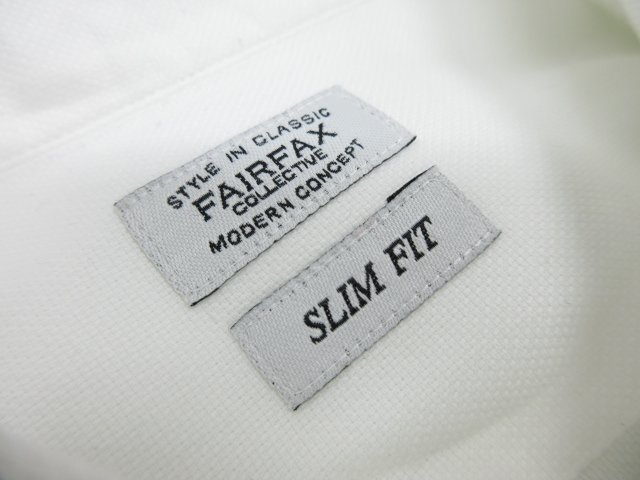 STYLE IN CLASSIC
FAIRFAX
COLLECTIVE
MODERN CONCEPT
SLIM FIT